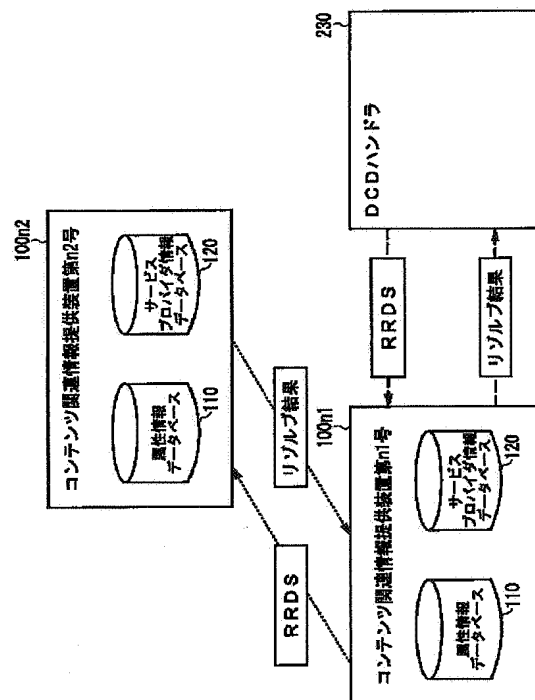 100n2
コンテンツ関連情報提供装置第n2号
属性情報
データベース
110
サービス
プロバイダ情報
データベース
120
RRDS
リゾルブ結果
100n1
コンテンツ関連情報提供装置第n1号
属性情報
データベース
110
サービス
プロバイダ情報
データベース
120
RRDS
リゾルブ結果
230
DCDハンドラ